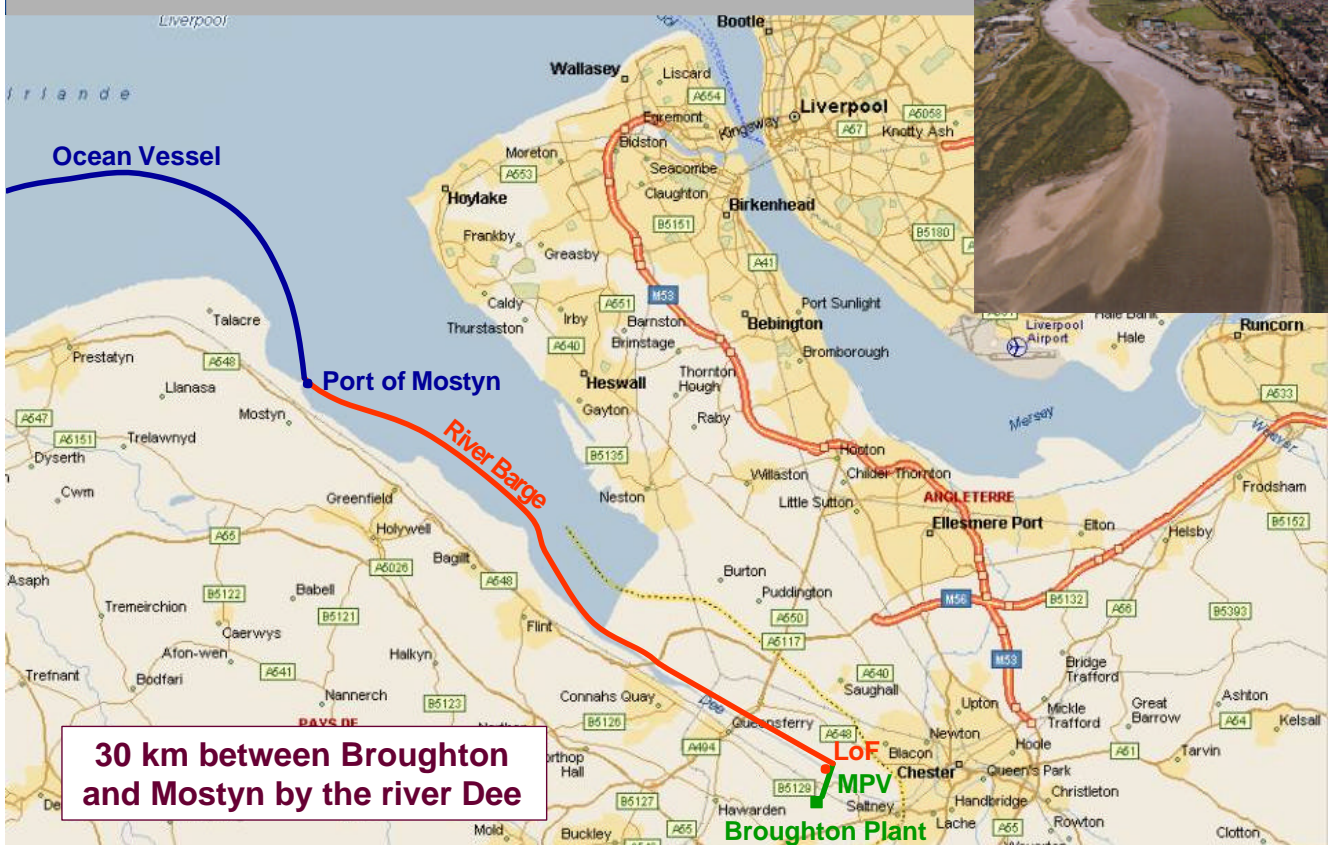 Liverpool
Irlande
Ocean Vessel
Port of Mostyn
River Barge
LoF
MPV
Broughton Plant
30 km between Broughton
and Mostyn by the river Dee
Bootle
Wallasey
Liscard
A554
Egremont
Kingsway
Liverpool
A5058
A57
Knotty Ash
Bidston
Moreton
A553
Seacombe
Claughton
Hoylake
Birkenhead
B5151
B5180
Frankby
Greasby
A41
M53
A551
Port Sunlight
Caldy
Irby
Barnston
Bebington
Thurstaston
A540
Brimstage
Bromborough
Liverpool
Airport
Hale Bank
Hale
Runcorn
Talacre
Prestatyn
A548
Llanasa
Mostyn
Heswall
Thornton
Hough
Gayton
Raby
A533
A547
A5151
Trelawnyd
Dyserth
Cwm
B5135
Mersey
Weaver
Hooton
Willaston
Childer Thornton
Little Sutton
ANGLETERRE
Frodsham
Greenfield
Neston
Ellesmere Port
Elton
Helsby
B5152
Holywell
A55
Bagillt
A5026
A548
Asaph
B5122
Babell
Burton
Puddington
M56
B5132
A56
B5393
Tremeirchion
B5121
Caerwys
Flint
A550
A5117
Afon-wen
Halkyn
M53
Bridge
Trafford
Trefnant
Bodfari
A541
Nannerch
B5123
Connahs Quay
Dee
A540
Saughall
Upton
Mickle
Trafford
Great
Barrow
Ashton
A54
Kelsall
PAYS DE
B5126
Queensferry
A548
Blacon
Newton
Hoole
A494
A51
Tarvin
Hall
Chester
Queen's Park
Christleton
B5129
Saltney
Handbridge
B5127
Hawarden
Lache
A55
Rowton
Mold
Buckley
A55
Clotton